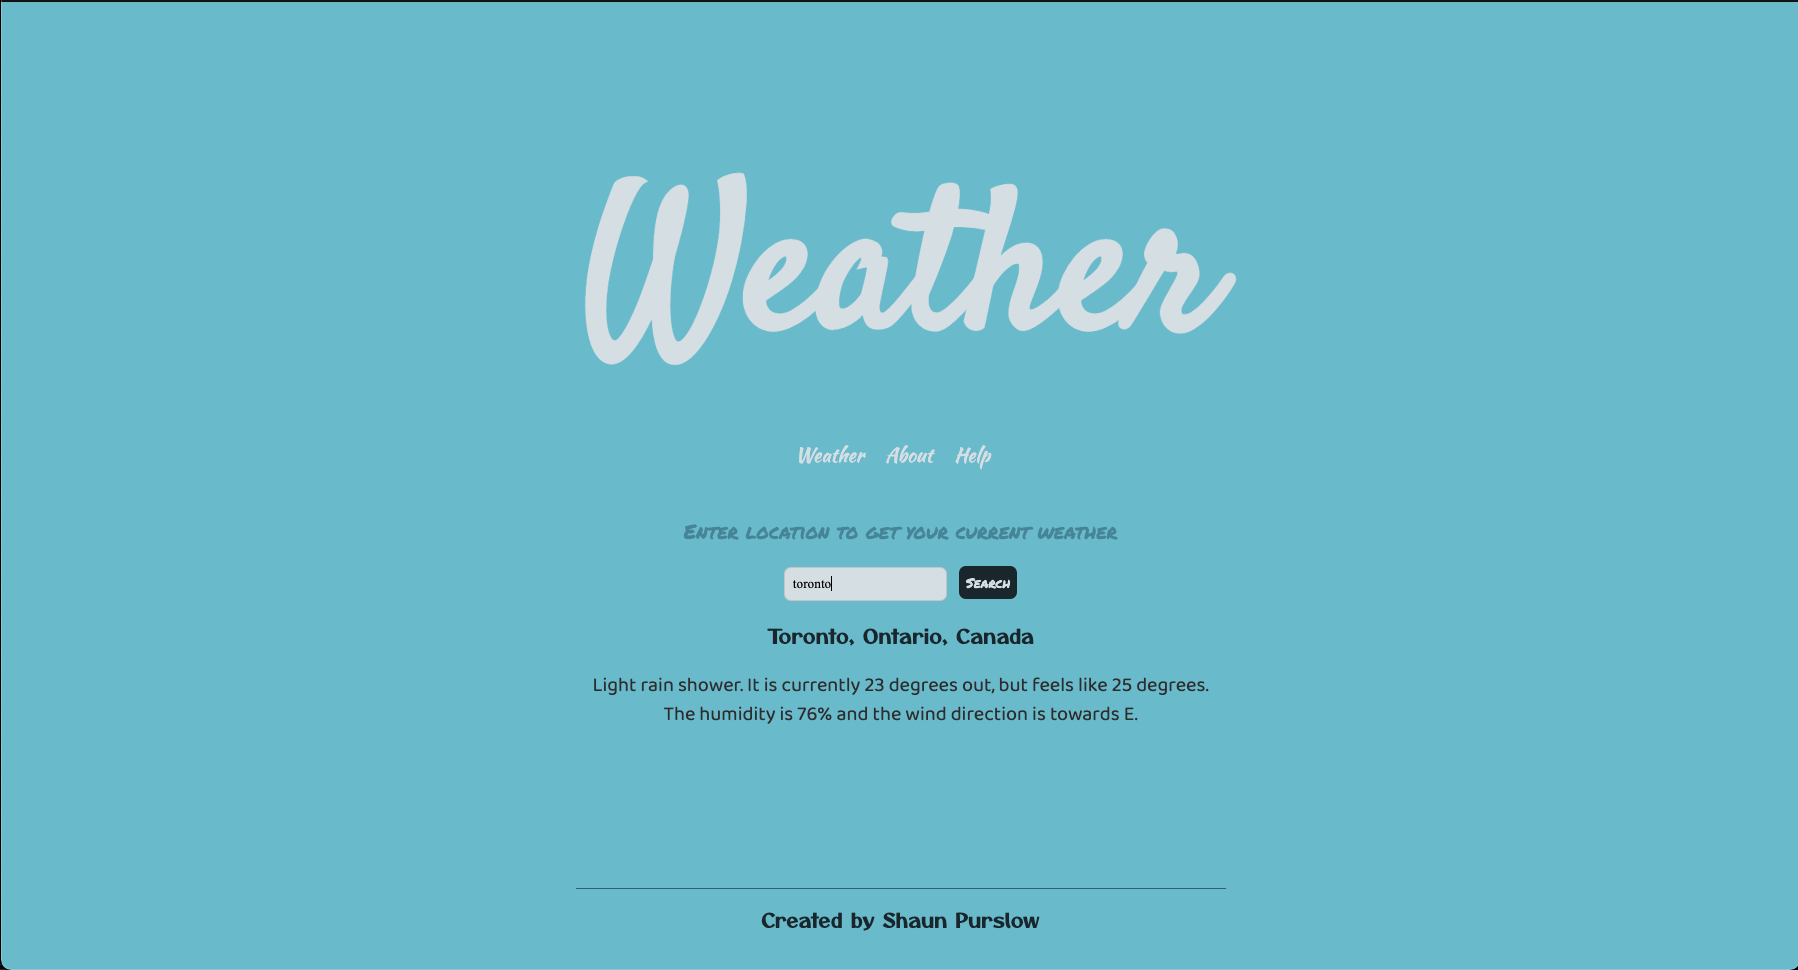 Weather
Weather About Help
Enter location to get your current weather
toronto Search
Toronto, Ontario, Canada
Light rain shower. It is currently 23 degrees out, but feels like 25 degrees.
The humidity is 76% and the wind direction is towards E.
Created by Shaun Purslow